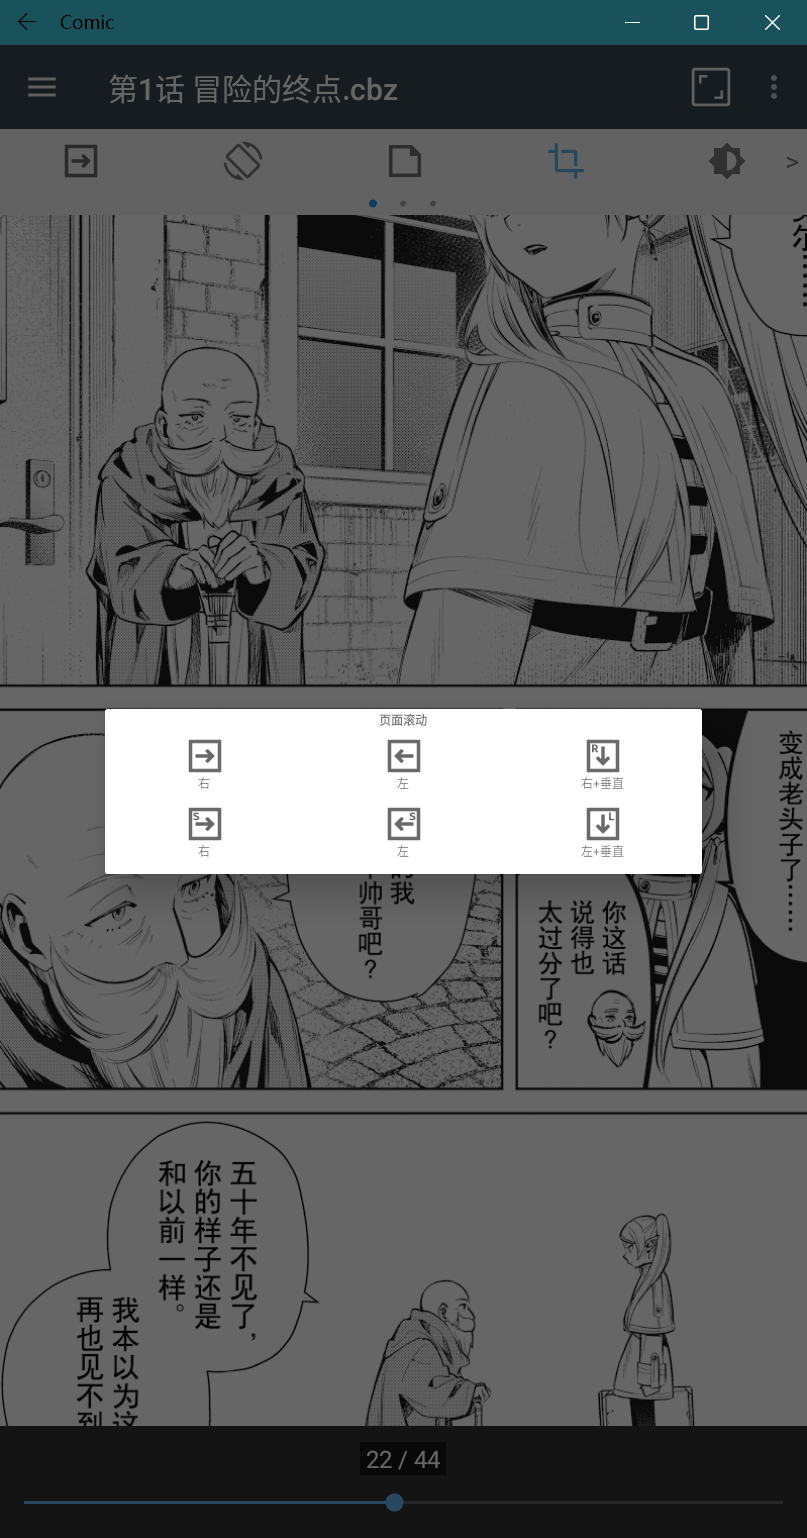 Comic
第1话 冒险的终点.cbz
>
尔……
页面滚动
右
左
R
右+垂直
S
右
S
左
L
左+垂直
变成老头子了……
的我
帅哥吧？
你这话
说得也
太过分了吧？
五十年不见了，
你的样子还是
和以前一样。
我本以为这
再也见不到
22 / 44